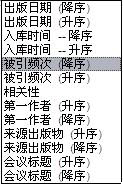 出版日期 (降序)
出版日期 (升序)
入库时间 -- 降序
入库时间 -- 升序
被引频次 (降序)
被引频次 (升序)
相关性
第一作者 (升序)
第一作者 (降序)
来源出版物 (升序)
来源出版物 (降序)
会议标题 (升序)
会议标题 (降序)